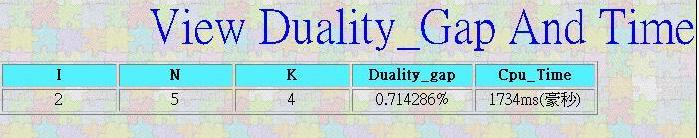 View Duality_Gap And Time
I N K Duality_gap Cpu_Time
2 5 4 0.714286% 1734ms(豪秒)